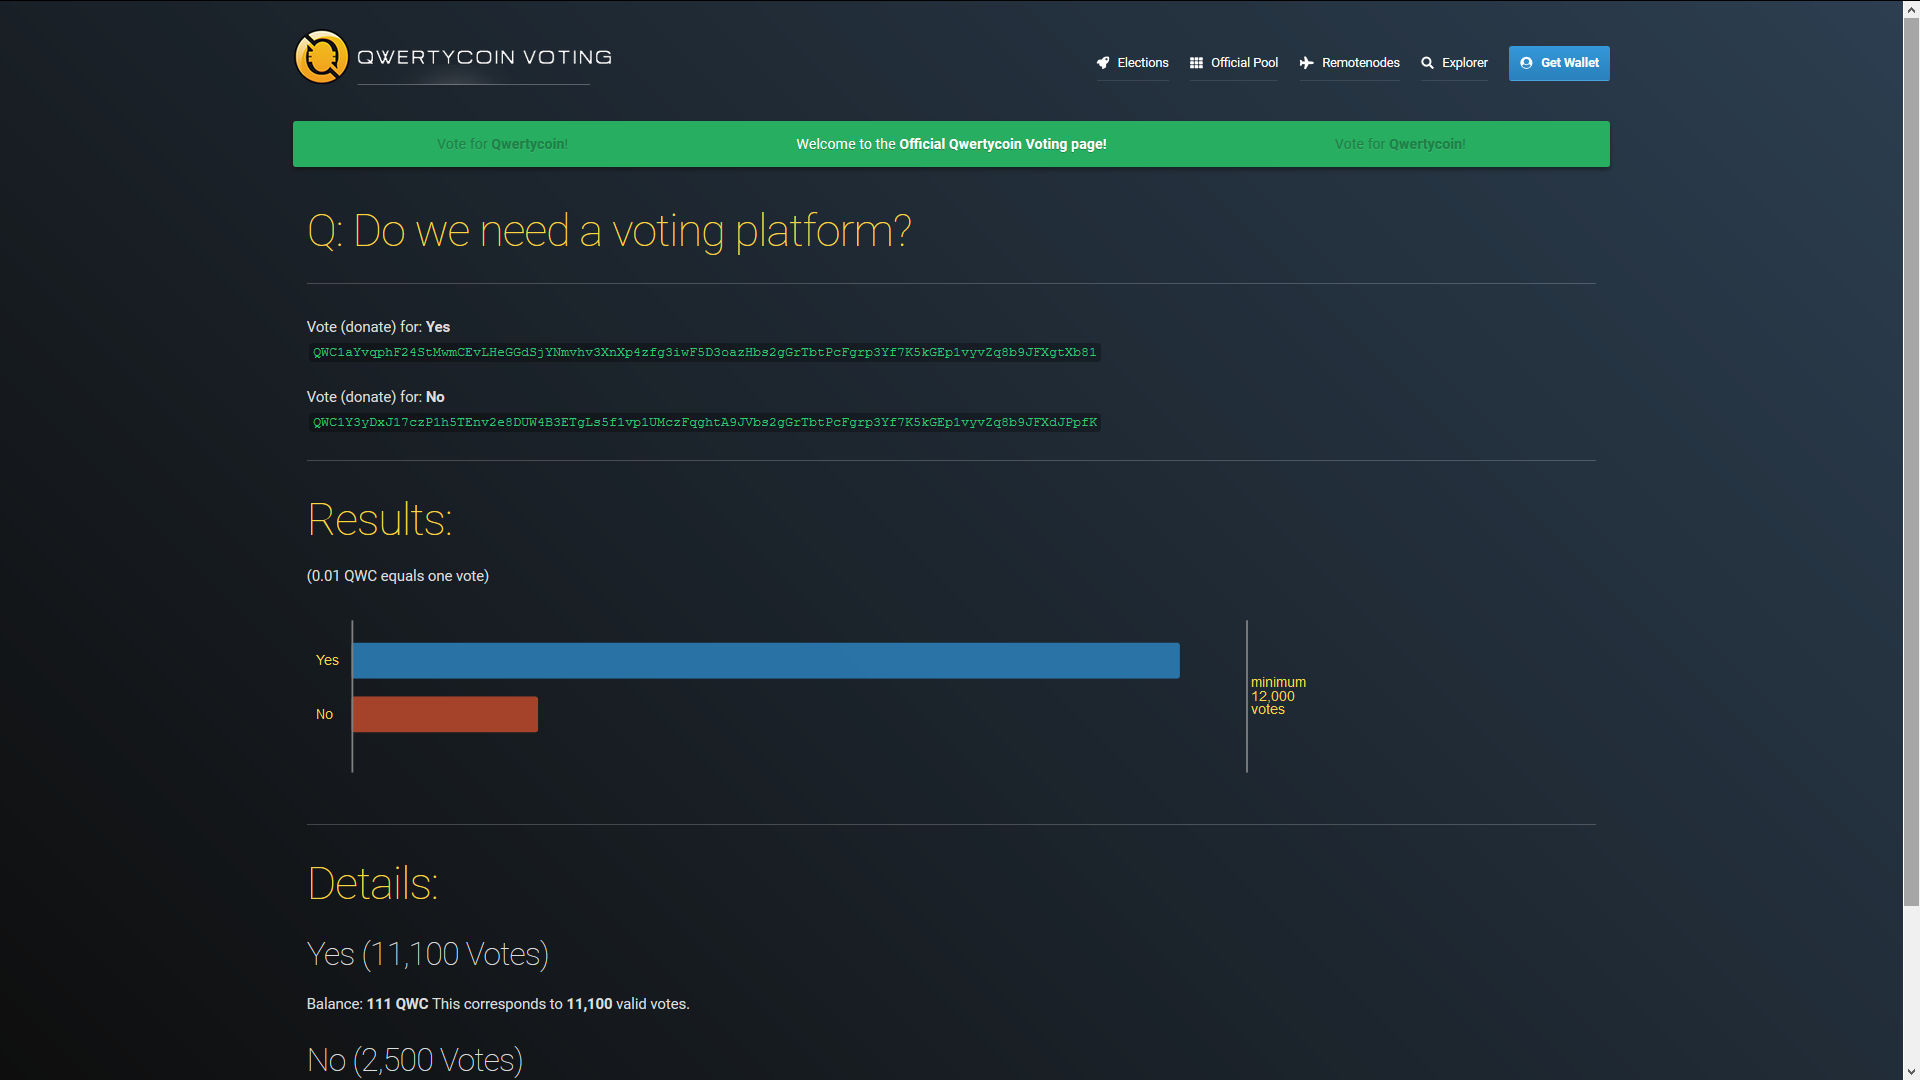 QWERTYCOIN VOTING
Elections
Official Pool
Remotenodes
Explorer
Get Wallet
Vote for Qwertycoin!
Welcome to the Official Qwertycoin Voting page!
Vote for Qwertycoin!
Q: Do we need a voting platform?
Vote (donate) for: Yes
QWC1aYvqphF24StMwmCEvLHeGGdSjYNmvhv3XnXp4zfg3iwF5D3oazHbs2gGrTbtPcFgrp3Yf7K5kGEp1vyvZq8b9JFXgtXb81
Vote (donate) for: No
QWC1Y3yDxJ17czP1h5TEnv2e8DUW4B3ETgLs5f1vp1UMczFqghtA9JVbs2gGrTbtPcFgrp3Yf7K5kGEp1vyvZq8b9JFXdJPpfK
Results:
(0.01 QWC equals one vote)
Yes
No
minimum
12,000
votes
Details:
Yes (11,100 Votes)
Balance: 111 QWC This corresponds to 11,100 valid votes.
No (2,500 Votes)